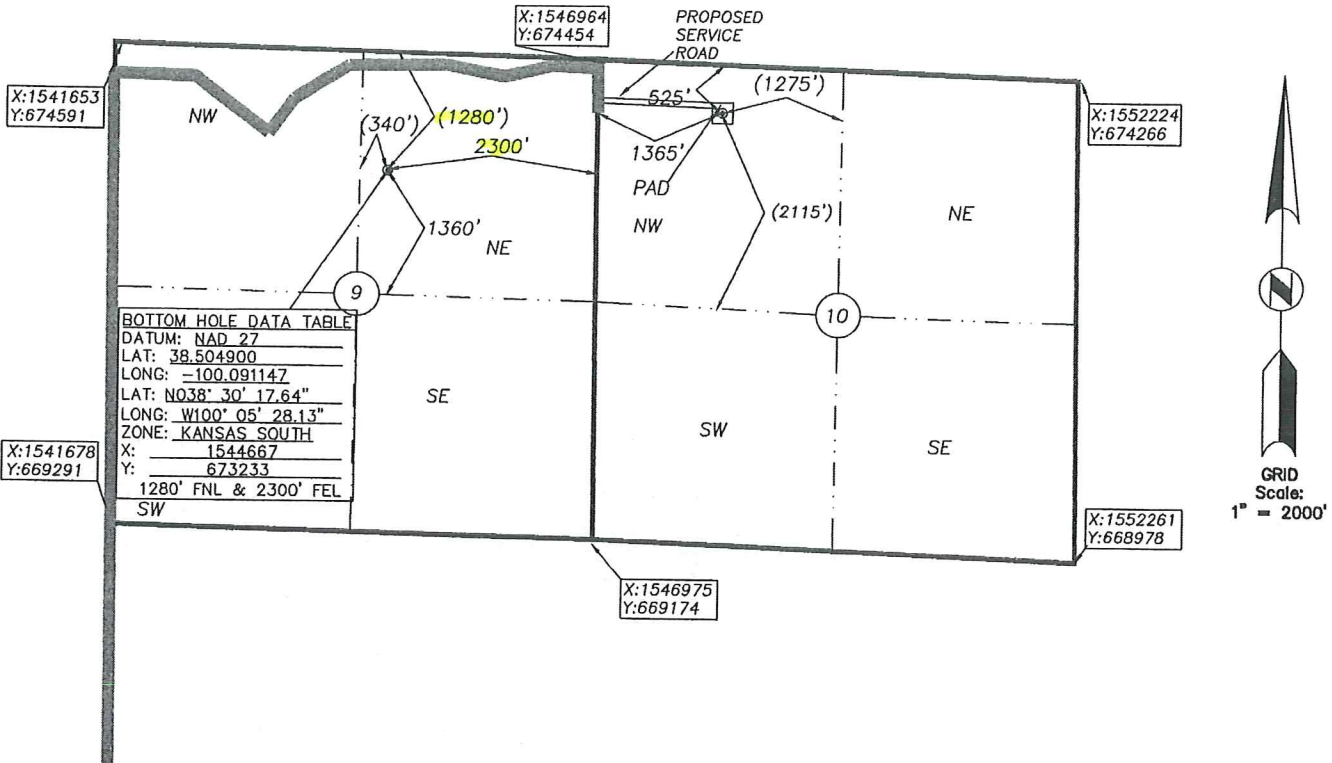 X:1546964
Y:674454
PROPOSED
SERVICE
ROAD
X:1541653
Y:674591
NW
(340')
(1280')
2300'
525'
(1275')
1365'
PAD
NW
(2115')
NE
X:1552224
Y:674266
1360'
NE
9
10
N
BOTTOM HOLE DATA TABLE
DATUM: NAD 27
LAT: 38.504900
LONG: -100.091147
LAT: N038° 30' 17.64"
LONG: W100° 05' 28.13"
ZONE: KANSAS SOUTH
X: 1544667
Y: 673233
1280' FNL & 2300' FEL
SW
SE
SW
SE
X:1541678
Y:669291
GRID
Scale:
1" = 2000'
X:1552261
Y:668978
X:1546975
Y:669174